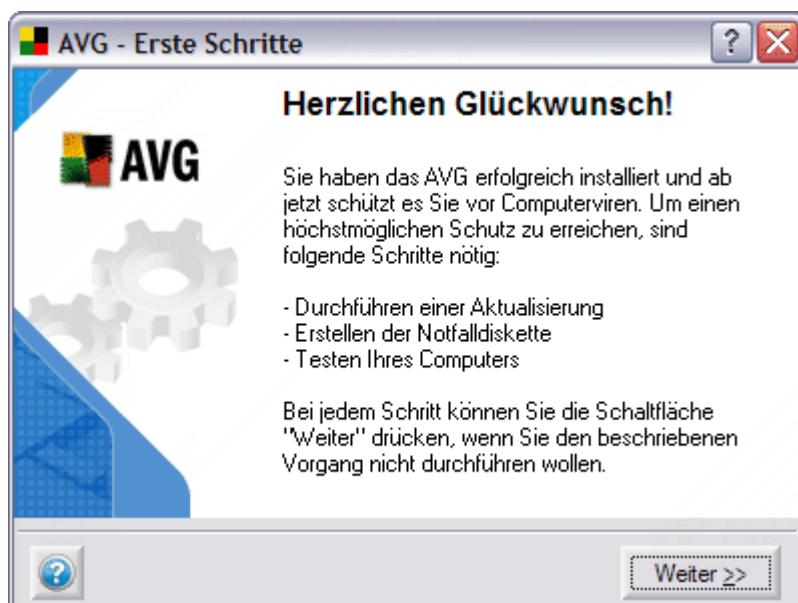 AVG - Erste Schritte
?
AVG
Herzlichen Glückwunsch!
Sie haben das AVG erfolgreich installiert und ab
jetzt schützt es Sie vor Computerviren. Um einen
höchstmöglichen Schutz zu erreichen, sind
folgende Schritte nötig:
- Durchführen einer Aktualisierung
- Erstellen der Notfalldiskette
- Testen Ihres Computers
Bei jedem Schritt können Sie die Schaltfläche
"Weiter" drücken, wenn Sie den beschriebenen
Vorgang nicht durchführen wollen.
?
Weiter >>